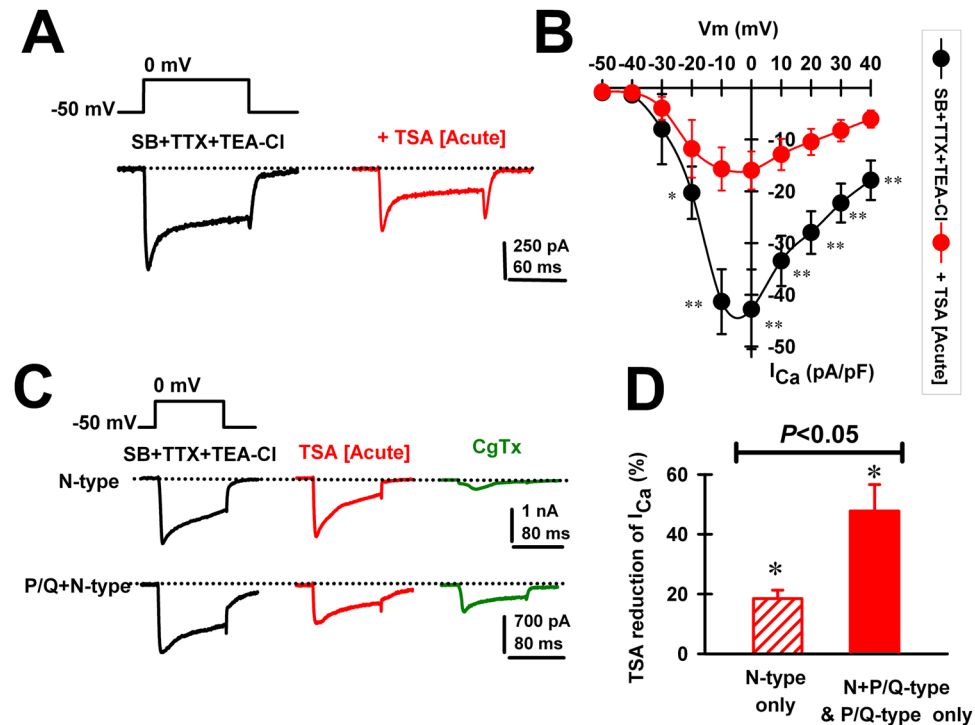 A
0 mV
-50 mV
SB+TTX+TEA-Cl
+ TSA [Acute]
250 pA
60 ms
B
Vm (mV)
-50 -40 -30 -20 -10 0 10 20 30 40
-10
-20
-30
-40
-50
*
**
**
**
**
**
**
I Ca (pA/pF)
SB+TTX+TEA-Cl
+ TSA [Acute]
C
0 mV
-50 mV
SB+TTX+TEA-Cl
TSA [Acute]
CgTx
N-type
1 nA
80 ms
P/Q+N-type
700 pA
80 ms
D
P<0.05
TSA reduction of I Ca (%)
60
40
20
0
*
*
N-type
only
N+P/Q-type
& P/Q-type only